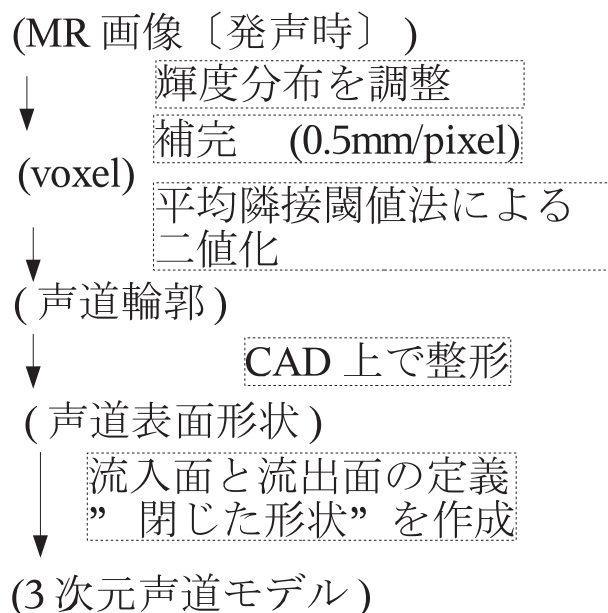 (MR 画像〔発声時〕)
輝度分布を調整
補完 (0.5mm/pixel)
(voxel)
平均隣接閾値法による
二値化
(声道輪郭)
CAD 上で整形
(声道表面形状)
流入面と流出面の定義
” 閉じた形状” を作成
(3 次元声道モデル)